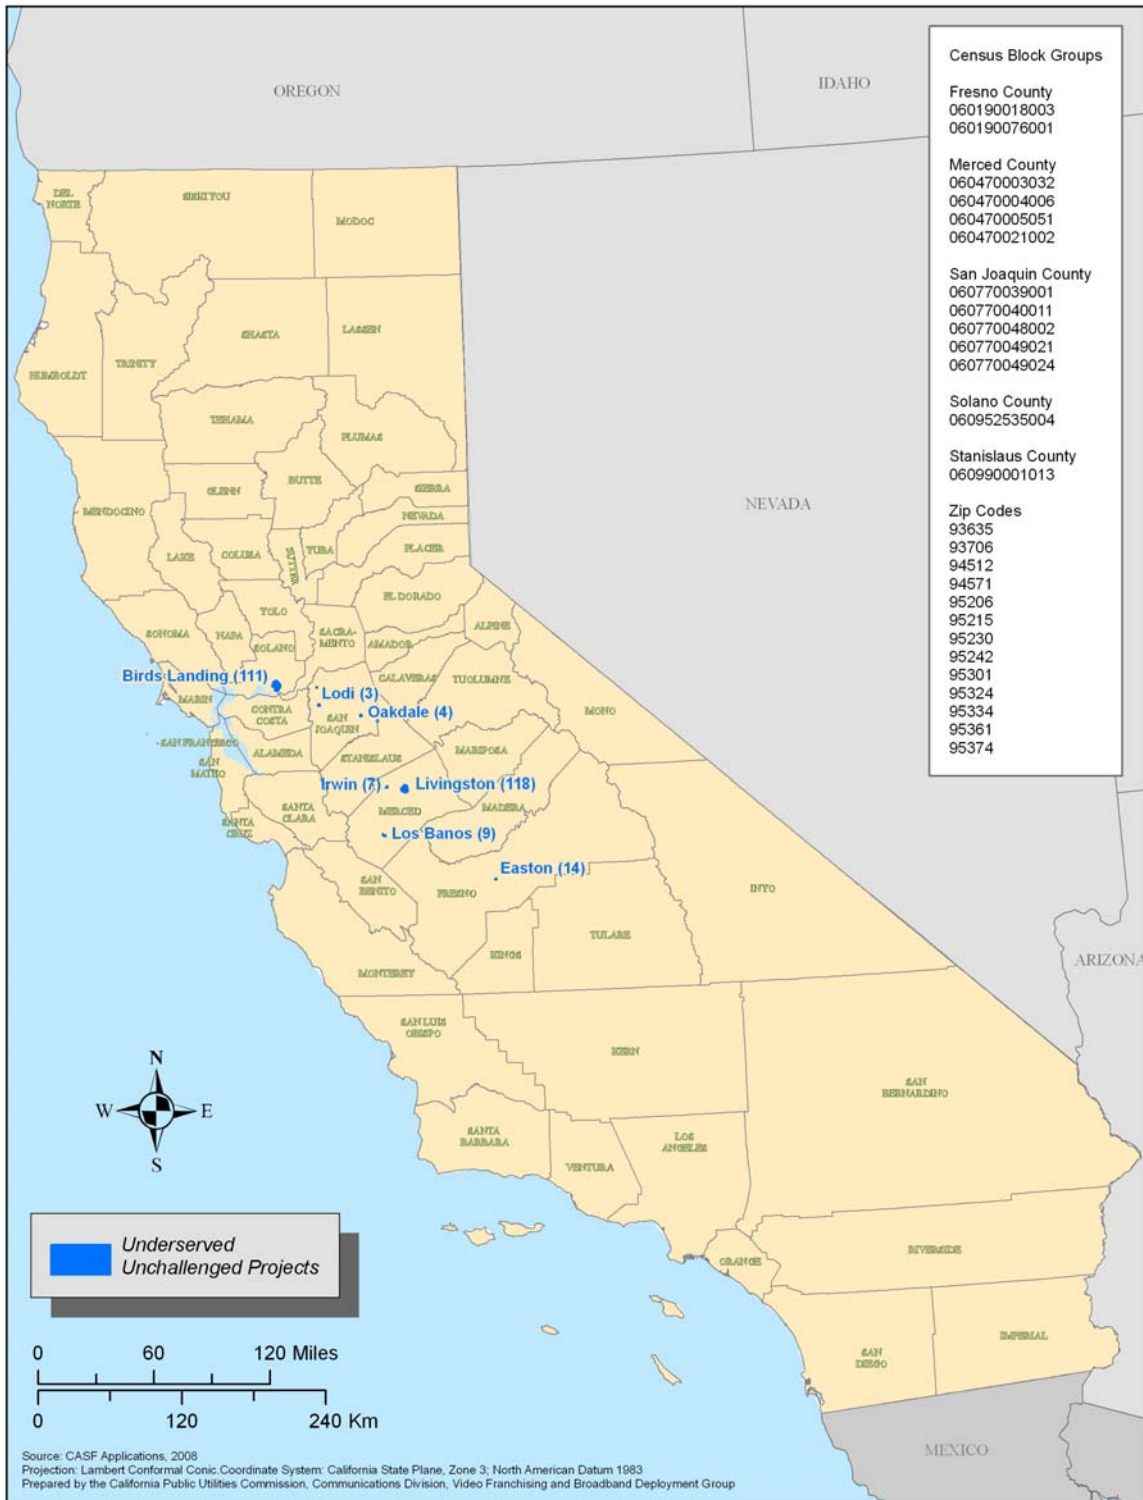 OREGON
IDAHO
Census Block Groups
Fresno County
060190018003
060190076001
Merced County
060470003032
060470004006
060470005051
060470021002
San Joaquin County
060770039001
060770040011
060770048002
060770049021
060770049024
Solano County
060952535004
Stanislaus County
060990001013
Zip Codes
93635
93706
94512
94571
95206
95215
95230
95242
95301
95324
95334
95361
95374
DEL
NORTE
SISKIYOU
MODOC
HUMBOLDT
TRINITY
SHASTA
LASSEN
TEHAMA
PLUMAS
MENDOCINO
GLENN
BUTTE
SIERRA
NEVADA
NEVADA
LAKE
COLUSA
SUTTER
YUBA
PLACER
YOLO
EL DORADO
SONOMA
NAPA
SOLANO
SACRA-
MENTO
AMADOR
ALPINE
Birds Landing (111)
CALAVERAS
TUOLUMNE
MARIN
Lodi (3)
CONTRA
COSTA
SAN
JOAQUIN
Oakdale (4)
MONO
SAN FRANCISCO
ALAMEDA
STANISLAUS
MARIPOSA
SAN
MATEO
Irwin (7)
Livingston (118)
SANTA
CLARA
MERCED
MADERA
SANTA
CRUZ
Los Banos (9)
Easton (14)
SAN
BENITO
FRESNO
INYO
TULARE
KINGS
MONTEREY
ARIZONA
SAN LUIS
OBISPO
KERN
SAN
BERNARDINO
N
W
E
S
SANTA
BARBARA
VENTURA
LOS
ANGELES
Underserved
Unchallenged Projects
ORANGE
RIVERSIDE
SAN
DIEGO
IMPERIAL
0 60 120 Miles
0 120 240 Km
MEXICO
Source: CASF Applications, 2008
Projection: Lambert Conformal Conic.Coordinate System: California State Plane, Zone 3; North American Datum 1983
Prepared by the California Public Utilities Commission, Communications Division, Video Franchising and Broadband Deployment Group